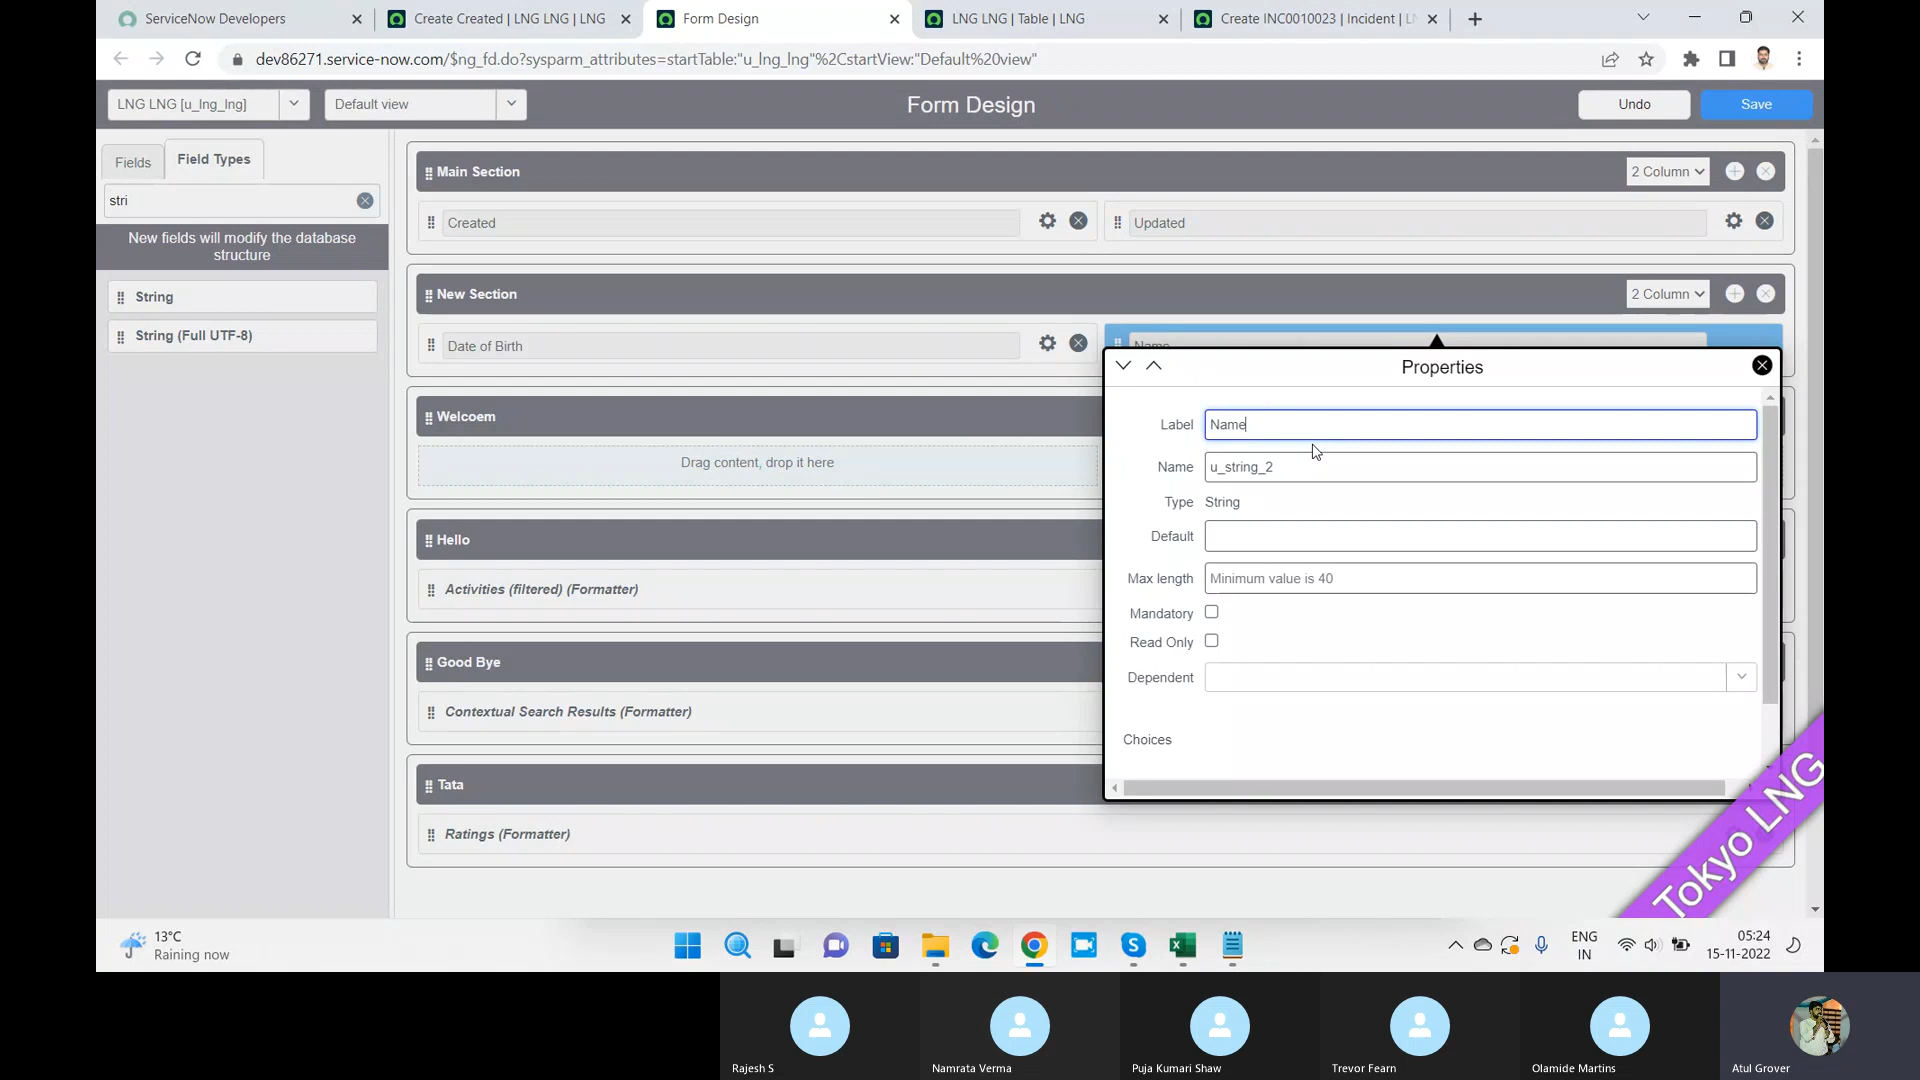 ServiceNow Developers
Create Created | LNG LNG | LNG
Form Design
LNG LNG | Table | LNG
Create INC0010023 | Incident | LN
dev86271.service-now.com/$ng_fd.do?sysparm_attributes=startTable:"u_lng_lng"%2CstartView:"Default%20view"
LNG LNG [u_lng_lng]
Default view
Form Design
Undo
Save
Fields
Field Types
stri
New fields will modify the database
structure
String
String (Full UTF-8)
Main Section
2 Column
Created
Updated
New Section
2 Column
Date of Birth
Name
Welcoem
Drag content, drop it here
Hello
Activities (filtered) (Formatter)
Good Bye
Contextual Search Results (Formatter)
Tata
Ratings (Formatter)
Properties
Label
Name
Name
u_string_2
Type
String
Default
Max length
Minimum value is 40
Mandatory
Read Only
Dependent
Choices
Tokyo LNG
13°C
Raining now
ENG
IN
05:24
15-11-2022
Rajesh S
Namrata Verma
Puja Kumari Shaw
Trevor Fearn
Olamide Martins
Atul Grover